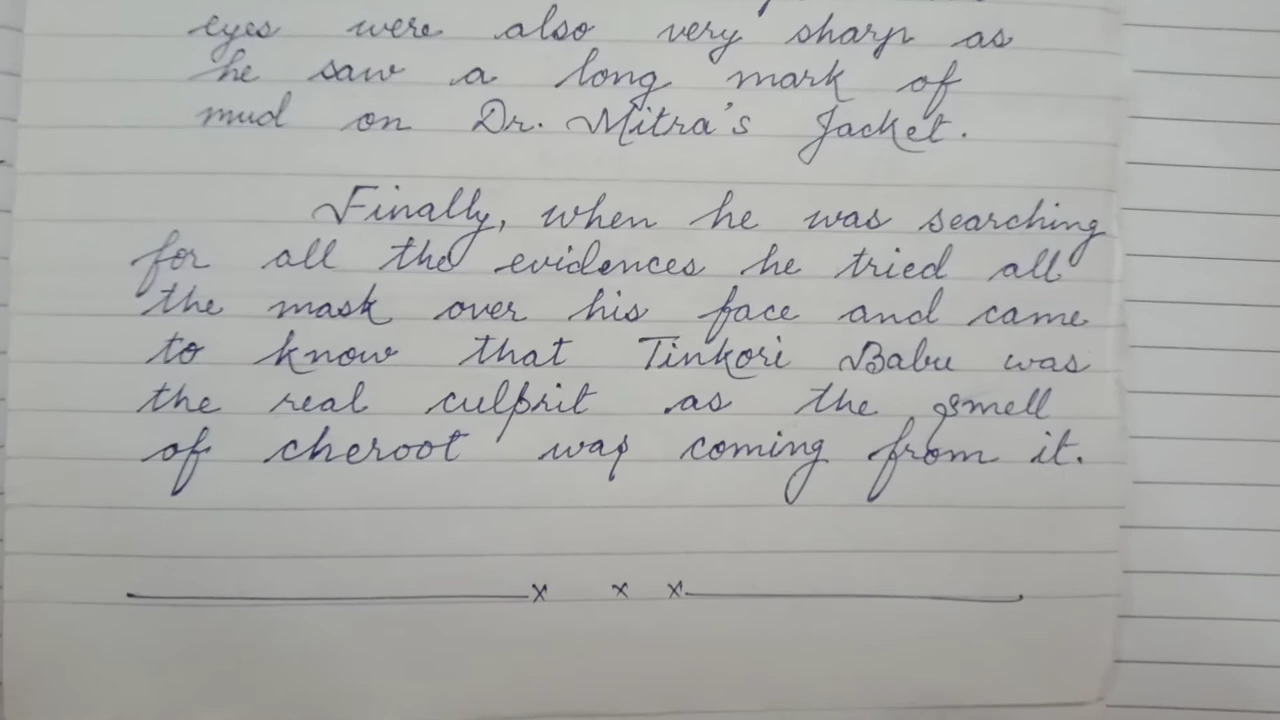 eyes were also very sharp as
he saw a long mark of
mud on Dr. Mitra's Jacket.
Finally, when he was searching
for all the evidences he tried all
the mask over his face and came
to know that Tinkori Babu was
the real culprit as the smell
of cheroot was coming from it.
x x x